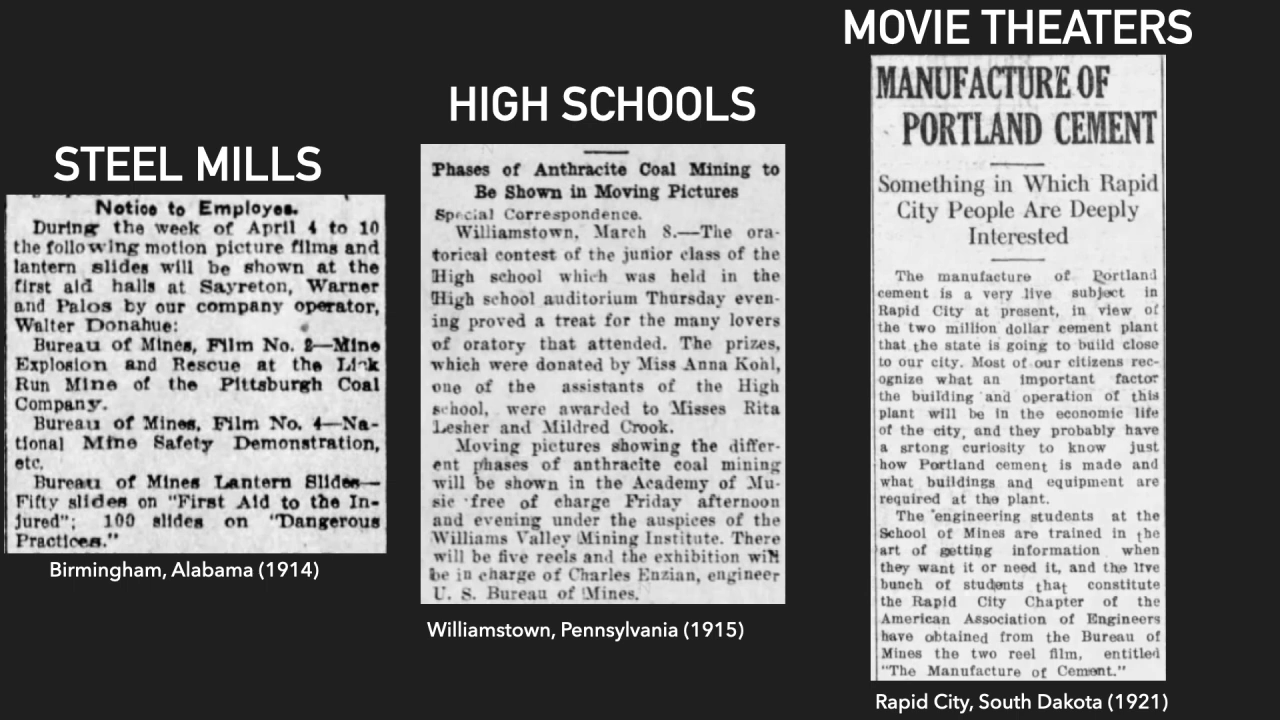 STEEL MILLS
Notice to Employes.
During the week of April 4 to 10
the following motion picture films and
lantern slides will be shown at the
first aid halls at Sayreton, Warner
and Palos by our company operator,
Walter Donahue:
Bureau of Mines, Film No. 2—Mine
Explosion and Rescue at the Lick
Run Mine of the Pittsburgh Coal
Company.
Bureau of Mines, Film No. 4—Na-
tional Mine Safety Demonstration,
etc.
Bureau of Mines Lantern Slides—
Fifty slides on "First Aid to the In-
jured"; 100 slides on "Dangerous
Practices."
Birmingham, Alabama (1914)
HIGH SCHOOLS
Phases of Anthracite Coal Mining to
Be Shown in Moving Pictures
Special Correspondence.
Williamstown, March 8.—The ora-
torical contest of the junior class of the
High school which was held in the
High school auditorium Thursday even-
ing proved a treat for the many lovers
of oratory that attended. The prizes,
which were donated by Miss Anna Kohl,
one of the assistants of the High
school, were awarded to Misses Rita
Lesher and Mildred Crook.
Moving pictures showing the differ-
ent phases of anthracite coal mining
will be shown in the Academy of Mu-
sic free of charge Friday afternoon
and evening under the auspices of the
Williams Valley Mining Institute. There
will be five reels and the exhibition will
be in charge of Charles Enzian, engineer
U. S. Bureau of Mines.
Williamstown, Pennsylvania (1915)
MOVIE THEATERS
MANUFACTURE OF
PORTLAND CEMENT
Something in Which Rapid
City People Are Deeply
Interested
The manufacture of Portland
cement is a very live subject in
Rapid City at present, in view of
the two million dollar cement plant
that the state is going to build close
to our city. Most of our citizens rec-
ognize what an important factor
the building and operation of this
plant will be in the economic life
of the city, and they probably have
a srtong curiosity to know just
how Portland cement is made and
what buildings and equipment are
required at the plant.
The engineering students at the
School of Mines are trained in the
art of getting information when
they want it or need it, and the live
bunch of students that constitute
the Rapid City Chapter of the
American Association of Engineers
have obtained from the Bureau of
Mines the two reel film, entitled
"The Manufacture of Cement."
Rapid City, South Dakota (1921)